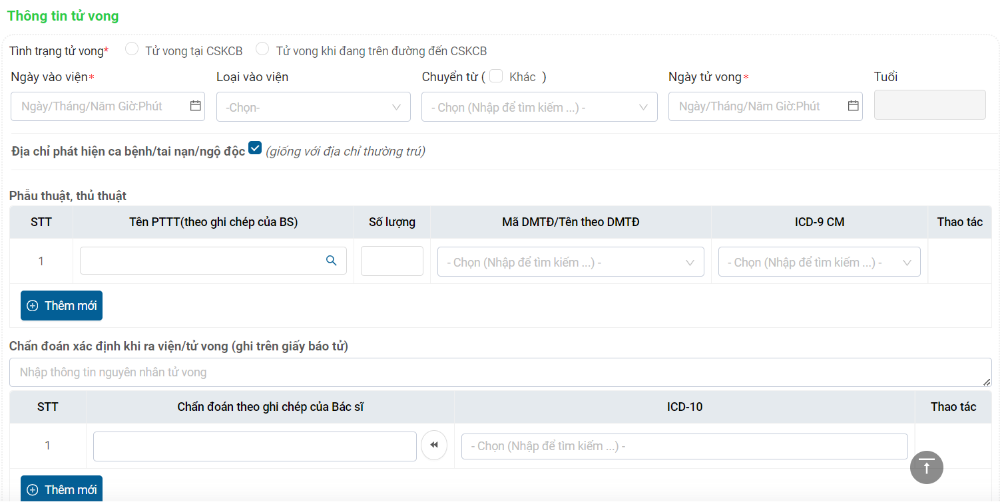 Thông tin tử vong
Tình trạng tử vong* Tử vong tại CSKCB Tử vong khi đang trên đường đến CSKCB
Ngày vào viện* Loại vào viện Chuyển từ ( Khác ) Ngày tử vong* Tuổi
Ngày/Tháng/Năm Giờ:Phút -Chọn- - Chọn (Nhập để tìm kiếm ...) - Ngày/Tháng/Năm Giờ:Phút
Địa chỉ phát hiện ca bệnh/tai nạn/ngộ độc (giống với địa chỉ thường trú)
Phẫu thuật, thủ thuật
STT Tên PTTT(theo ghi chép của BS) Số lượng Mã DMTĐ/Tên theo DMTĐ ICD-9 CM Thao tác
1 - Chọn (Nhập để tìm kiếm ...) - - Chọn (Nhập để tìm kiếm ...) -
Thêm mới
Chẩn đoán xác định khi ra viện/tử vong (ghi trên giấy báo tử)
Nhập thông tin nguyên nhân tử vong
STT Chẩn đoán theo ghi chép của Bác sĩ ICD-10 Thao tác
1 - Chọn (Nhập để tìm kiếm ...) -
Thêm mới